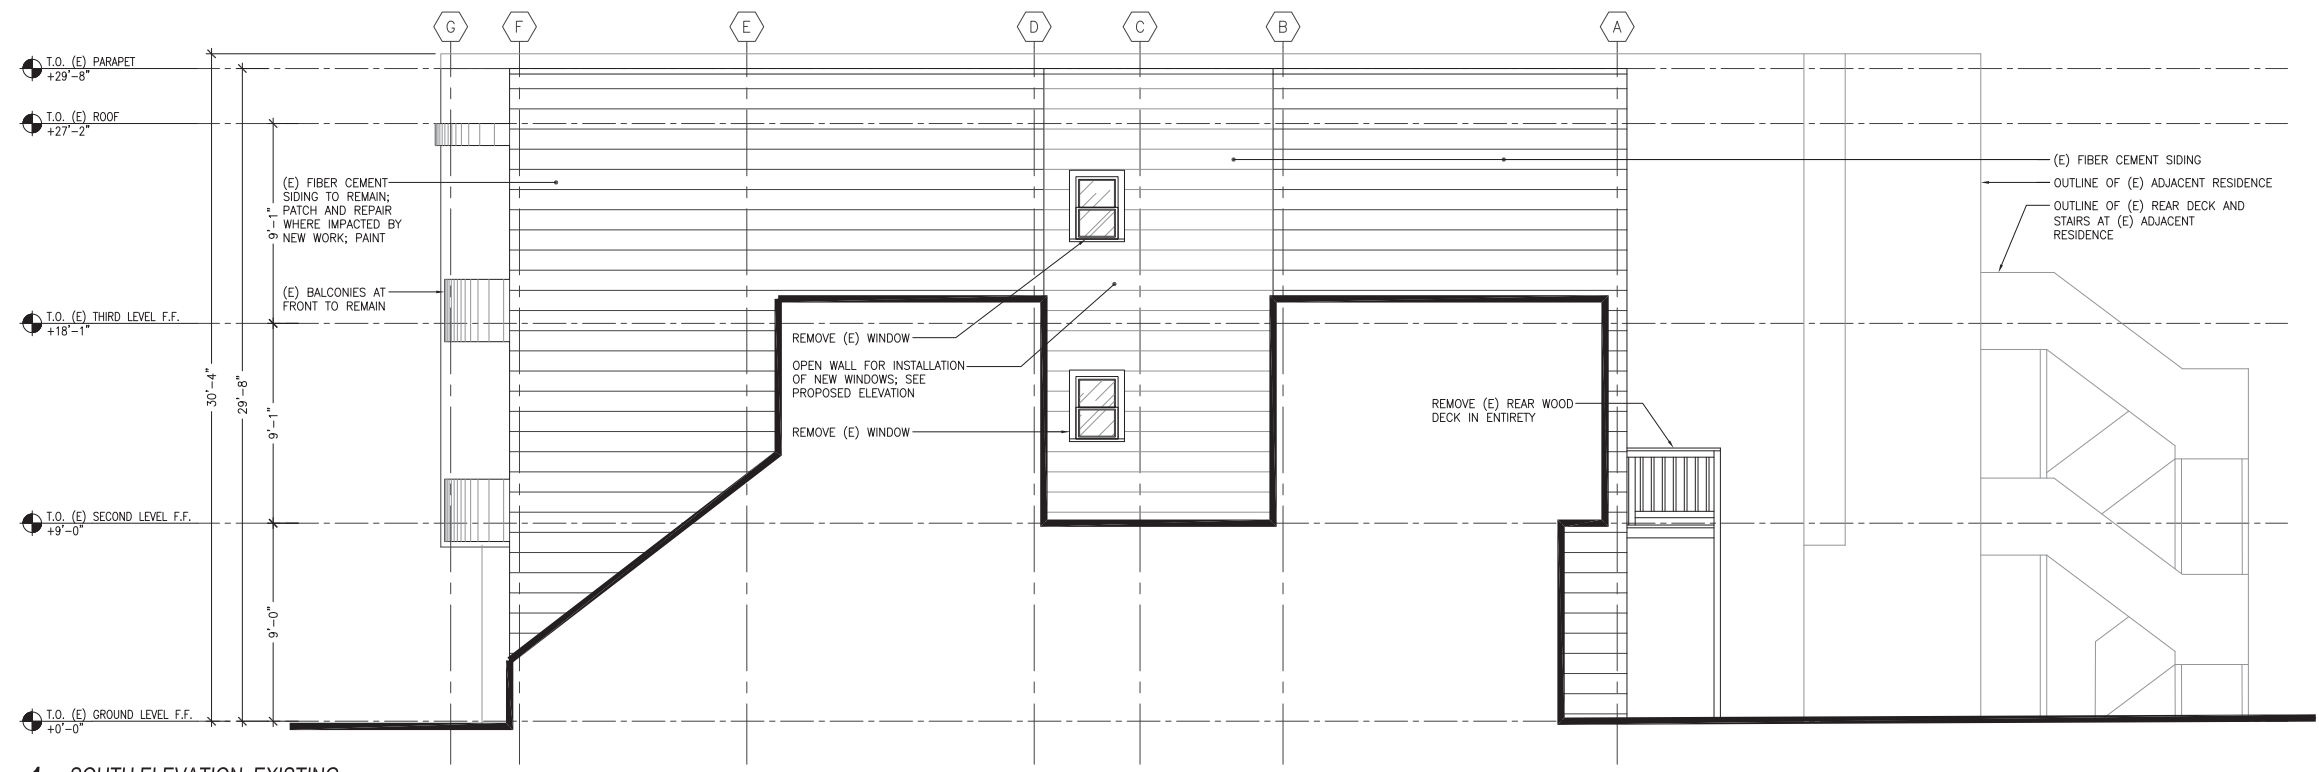 G F E D C B A
T.O. (E) PARAPET
+29'-8"
T.O. (E) ROOF
+27'-2"
(E) FIBER CEMENT
SIDING TO REMAIN;
PATCH AND REPAIR
WHERE IMPACTED BY
NEW WORK; PAINT
(E) BALCONIES AT
FRONT TO REMAIN
T.O. (E) THIRD LEVEL F.F.
+18'-1"
T.O. (E) SECOND LEVEL F.F.
+9'-0"
T.O. (E) GROUND LEVEL F.F.
+0'-0"
30'-4"
29'-8"
9'-1"
9'-1"
9'-0"
REMOVE (E) WINDOW
OPEN WALL FOR INSTALLATION
OF NEW WINDOWS; SEE
PROPOSED ELEVATION
REMOVE (E) WINDOW
REMOVE (E) REAR WOOD
DECK IN ENTIRETY
(E) FIBER CEMENT SIDING
OUTLINE OF (E) ADJACENT RESIDENCE
OUTLINE OF (E) REAR DECK AND
STAIRS AT (E) ADJACENT
RESIDENCE
SOUTH ELEVATION-EXISTING